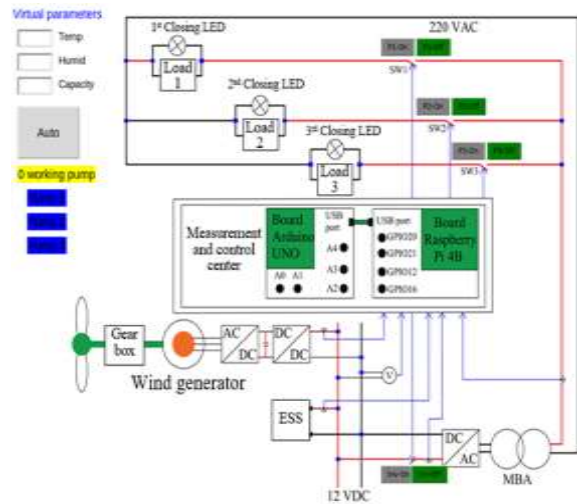 Virtual parameters
Temp
Humid
Capacity
Auto
0 working pump
1st Closing LED
Load
1
2nd Closing LED
Load
2
3rd Closing LED
Load
3
220 VAC
SW1
SW2
SW3
Measurement
and control
center
Board
Arduino
UNO
USB
port
A4
A3
A2
A0 A1
USB port
GPIO20
GPIO21
GPIO12
GPIO16
Board
Raspberry
Pi 4B
Gear
box
AC
DC
DC
DC
Wind generator
V
ESS
DC
AC
MBA
12 VDC